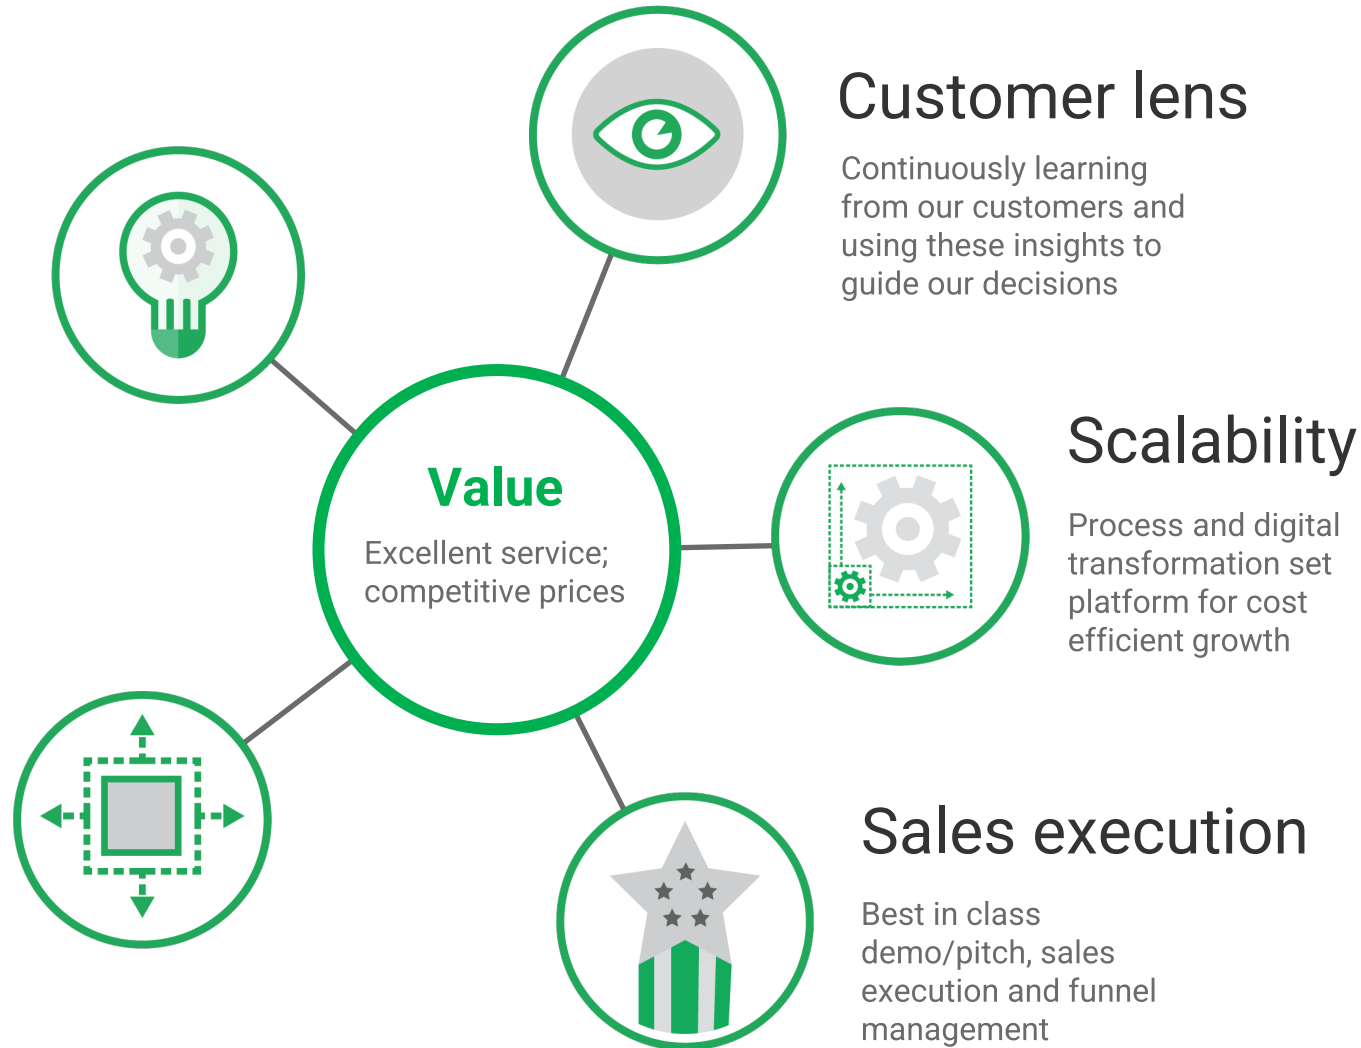 Customer lens
Continuously learning
from our customers and
using these insights to
guide our decisions
Value
Excellent service;
competitive prices
Scalability
Process and digital
transformation set
platform for cost
efficient growth
Sales execution
Best in class
demo/pitch, sales
execution and funnel
management